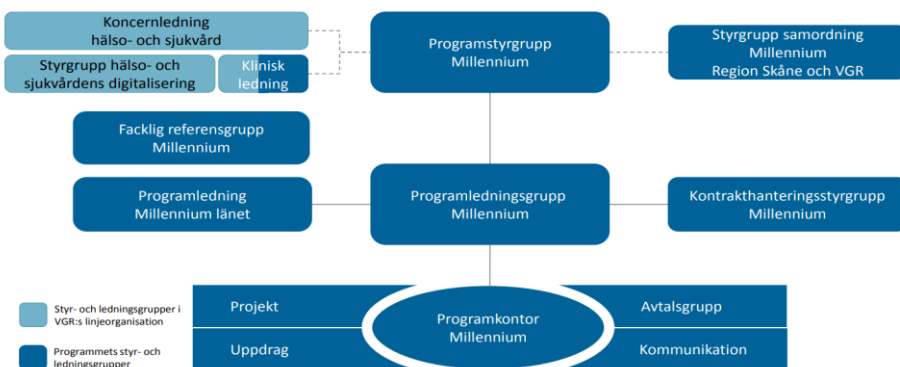 Koncernledning
hälso- och sjukvård
Styrgrupp hälso- och
sjukvårdens digitalisering
Klinisk
ledning
Programstyrgrupp
Millennium
Styrgrupp samordning
Millennium
Region Skåne och VGR
Facklig referensgrupp
Millennium
Programledning
Millennium länet
Programledningsgrupp
Millennium
Kontrakthanteringsstyrgrupp
Millennium
Styr- och ledningsgrupper i
VGR:s linjeorganisation
Programmets styr- och
ledningsgrupper
Projekt
Uppdrag
Programkontor
Millennium
Avtalsgrupp
Kommunikation